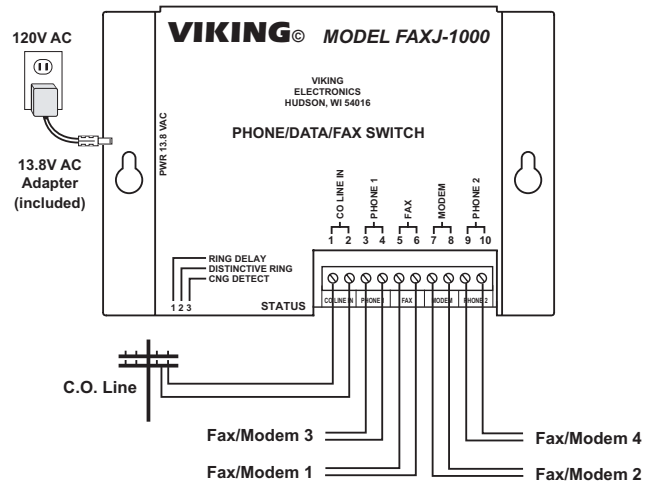 120V AC
VIKING© MODEL FAXJ-1000
VIKING
ELECTRONICS
HUDSON, WI 54016
PHONE/DATA/FAX SWITCH
PWR 13.8 VAC
13.8V AC
Adapter
(included)
CO LINE IN
PHONE 1
FAX
MODEM
PHONE 2
1 2 3 4 5 6 7 8 9 10
RING DELAY
DISTINCTIVE RING
CNG DETECT
1 2 3
STATUS
CO LINE IN PHONE 1 FAX MODEM PHONE 2
C.O. Line
Fax/Modem 3
Fax/Modem 4
Fax/Modem 1
Fax/Modem 2